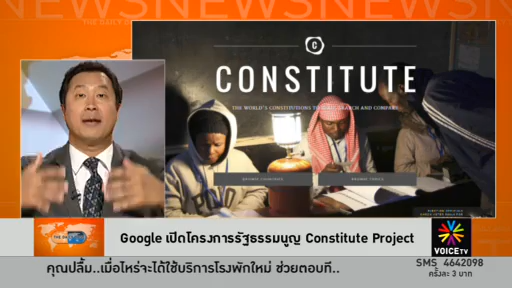 NEWSNEWSNEWS
CONSTITUTE
THE WORLD'S CONSTITUTIONS TO READ, SEARCH AND COMPARE
Google เปิดโครงการรัฐธรรมนูญ Constitute Project
VOICE TV
คุณปลื้ม..เมื่อไหร่จะได้ใช้บริการโรงพักใหม่ ช่วยตอบที..
SMS 4642098
ครั้งละ 3 บาท